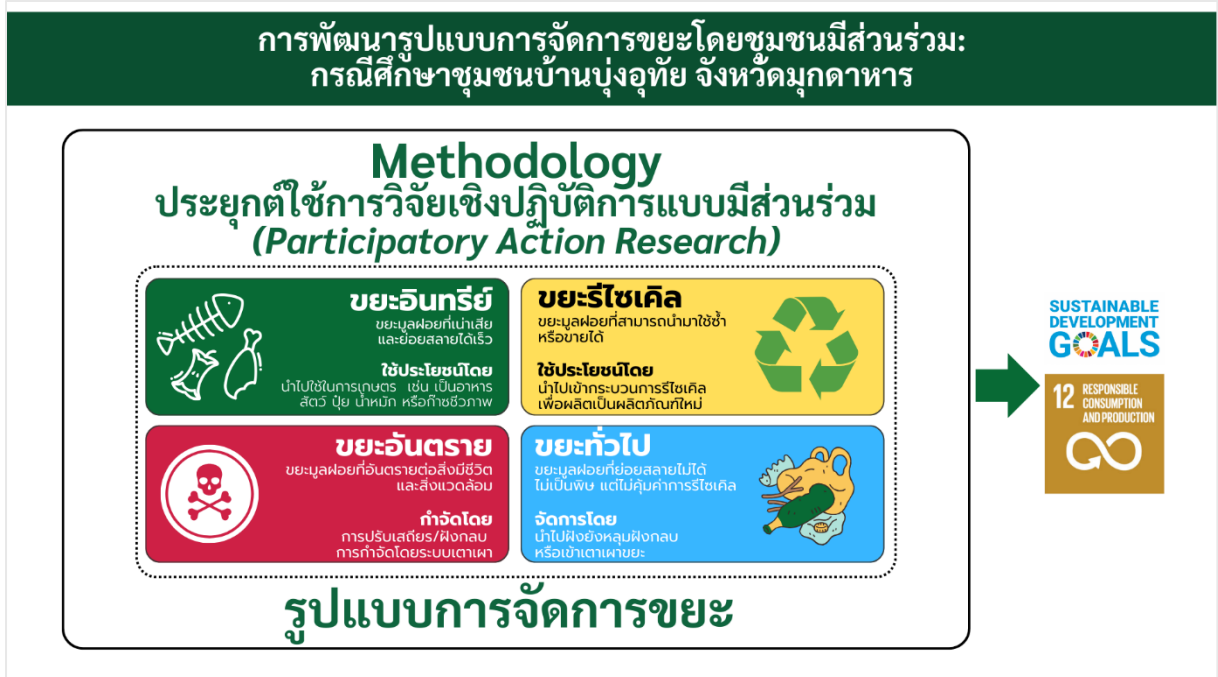 การพัฒนารูปแบบการจัดการขยะโดยชุมชนมีส่วนร่วม:
กรณีศึกษาชุมชนบ้านบุ่งอุทัย จังหวัดมุกดาหาร
Methodology
ประยุกต์ใช้การวิจัยเชิงปฏิบัติการแบบมีส่วนร่วม
(Participatory Action Research)
ขยะอินทรีย์
ขยะมูลฝอยที่เน่าเสีย
และย่อยสลายได้เร็ว
ใช้ประโยชน์โดย
นำไปใช้ในการเกษตร เช่น เป็นอาหาร
สัตว์ ปุ๋ย น้ำหมัก หรือก๊าซชีวภาพ
ขยะรีไซเคิล
ขยะมูลฝอยที่สามารถนำมาใช้ซ้ำ
หรือขายได้
ใช้ประโยชน์โดย
นำไปเข้ากระบวนการรีไซเคิล
เพื่อผลิตเป็นผลิตภัณฑ์ใหม่
ขยะอันตราย
ขยะมูลฝอยที่อันตรายต่อสิ่งมีชีวิต
และสิ่งแวดล้อม
กำจัดโดย
การปรับเสถียร/ฝังกลบ
การกำจัดโดยระบบเตาเผา
ขยะทั่วไป
ขยะมูลฝอยที่ย่อยสลายไม่ได้
ไม่เป็นพิษ แต่ไม่คุ้มค่าการรีไซเคิล
จัดการโดย
นำไปฝังยังหลุมฝังกลบ
หรือเข้าเตาเผาขยะ
รูปแบบการจัดการขยะ
SUSTAINABLE
DEVELOPMENT
GOALS
12 RESPONSIBLE
CONSUMPTION
AND PRODUCTION